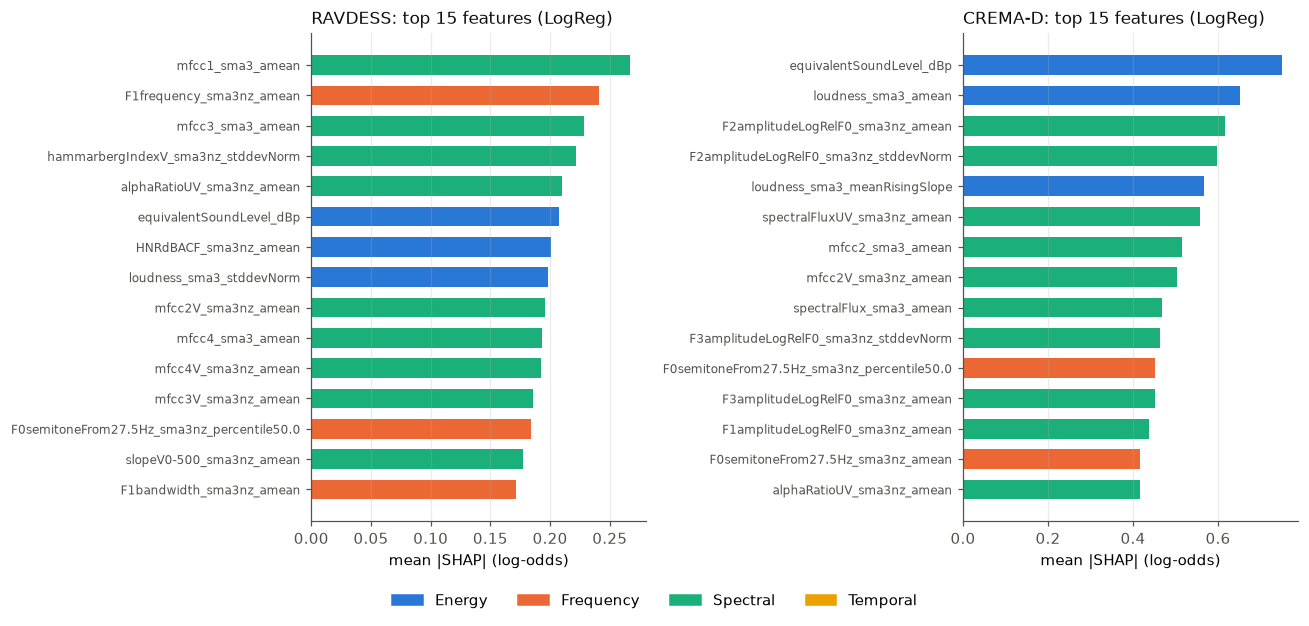 RAVDESS: top 15 features (LogReg)
mfcc1_sma3_amean
F1frequency_sma3nz_amean
mfcc3_sma3_amean
hammarbergIndexV_sma3nz_stddevNorm
alphaRatioUV_sma3nz_amean
equivalentSoundLevel_dBp
HNRdBACF_sma3nz_amean
loudness_sma3_stddevNorm
mfcc2V_sma3nz_amean
mfcc4_sma3_amean
mfcc4V_sma3nz_amean
mfcc3V_sma3nz_amean
F0semitoneFrom27.5Hz_sma3nz_percentile50.0
slopeV0-500_sma3nz_amean
F1bandwidth_sma3nz_amean
0.00 0.05 0.10 0.15 0.20 0.25
mean |SHAP| (log-odds)
CREMA-D: top 15 features (LogReg)
equivalentSoundLevel_dBp
loudness_sma3_amean
F2amplitudeLogRelF0_sma3nz_amean
F2amplitudeLogRelF0_sma3nz_stddevNorm
loudness_sma3_meanRisingSlope
spectralFluxUV_sma3nz_amean
mfcc2_sma3_amean
mfcc2V_sma3nz_amean
spectralFlux_sma3_amean
F3amplitudeLogRelF0_sma3nz_stddevNorm
F0semitoneFrom27.5Hz_sma3nz_percentile50.0
F3amplitudeLogRelF0_sma3nz_amean
F1amplitudeLogRelF0_sma3nz_amean
F0semitoneFrom27.5Hz_sma3nz_amean
alphaRatioUV_sma3nz_amean
0.0 0.2 0.4 0.6
mean |SHAP| (log-odds)
Energy Frequency Spectral Temporal